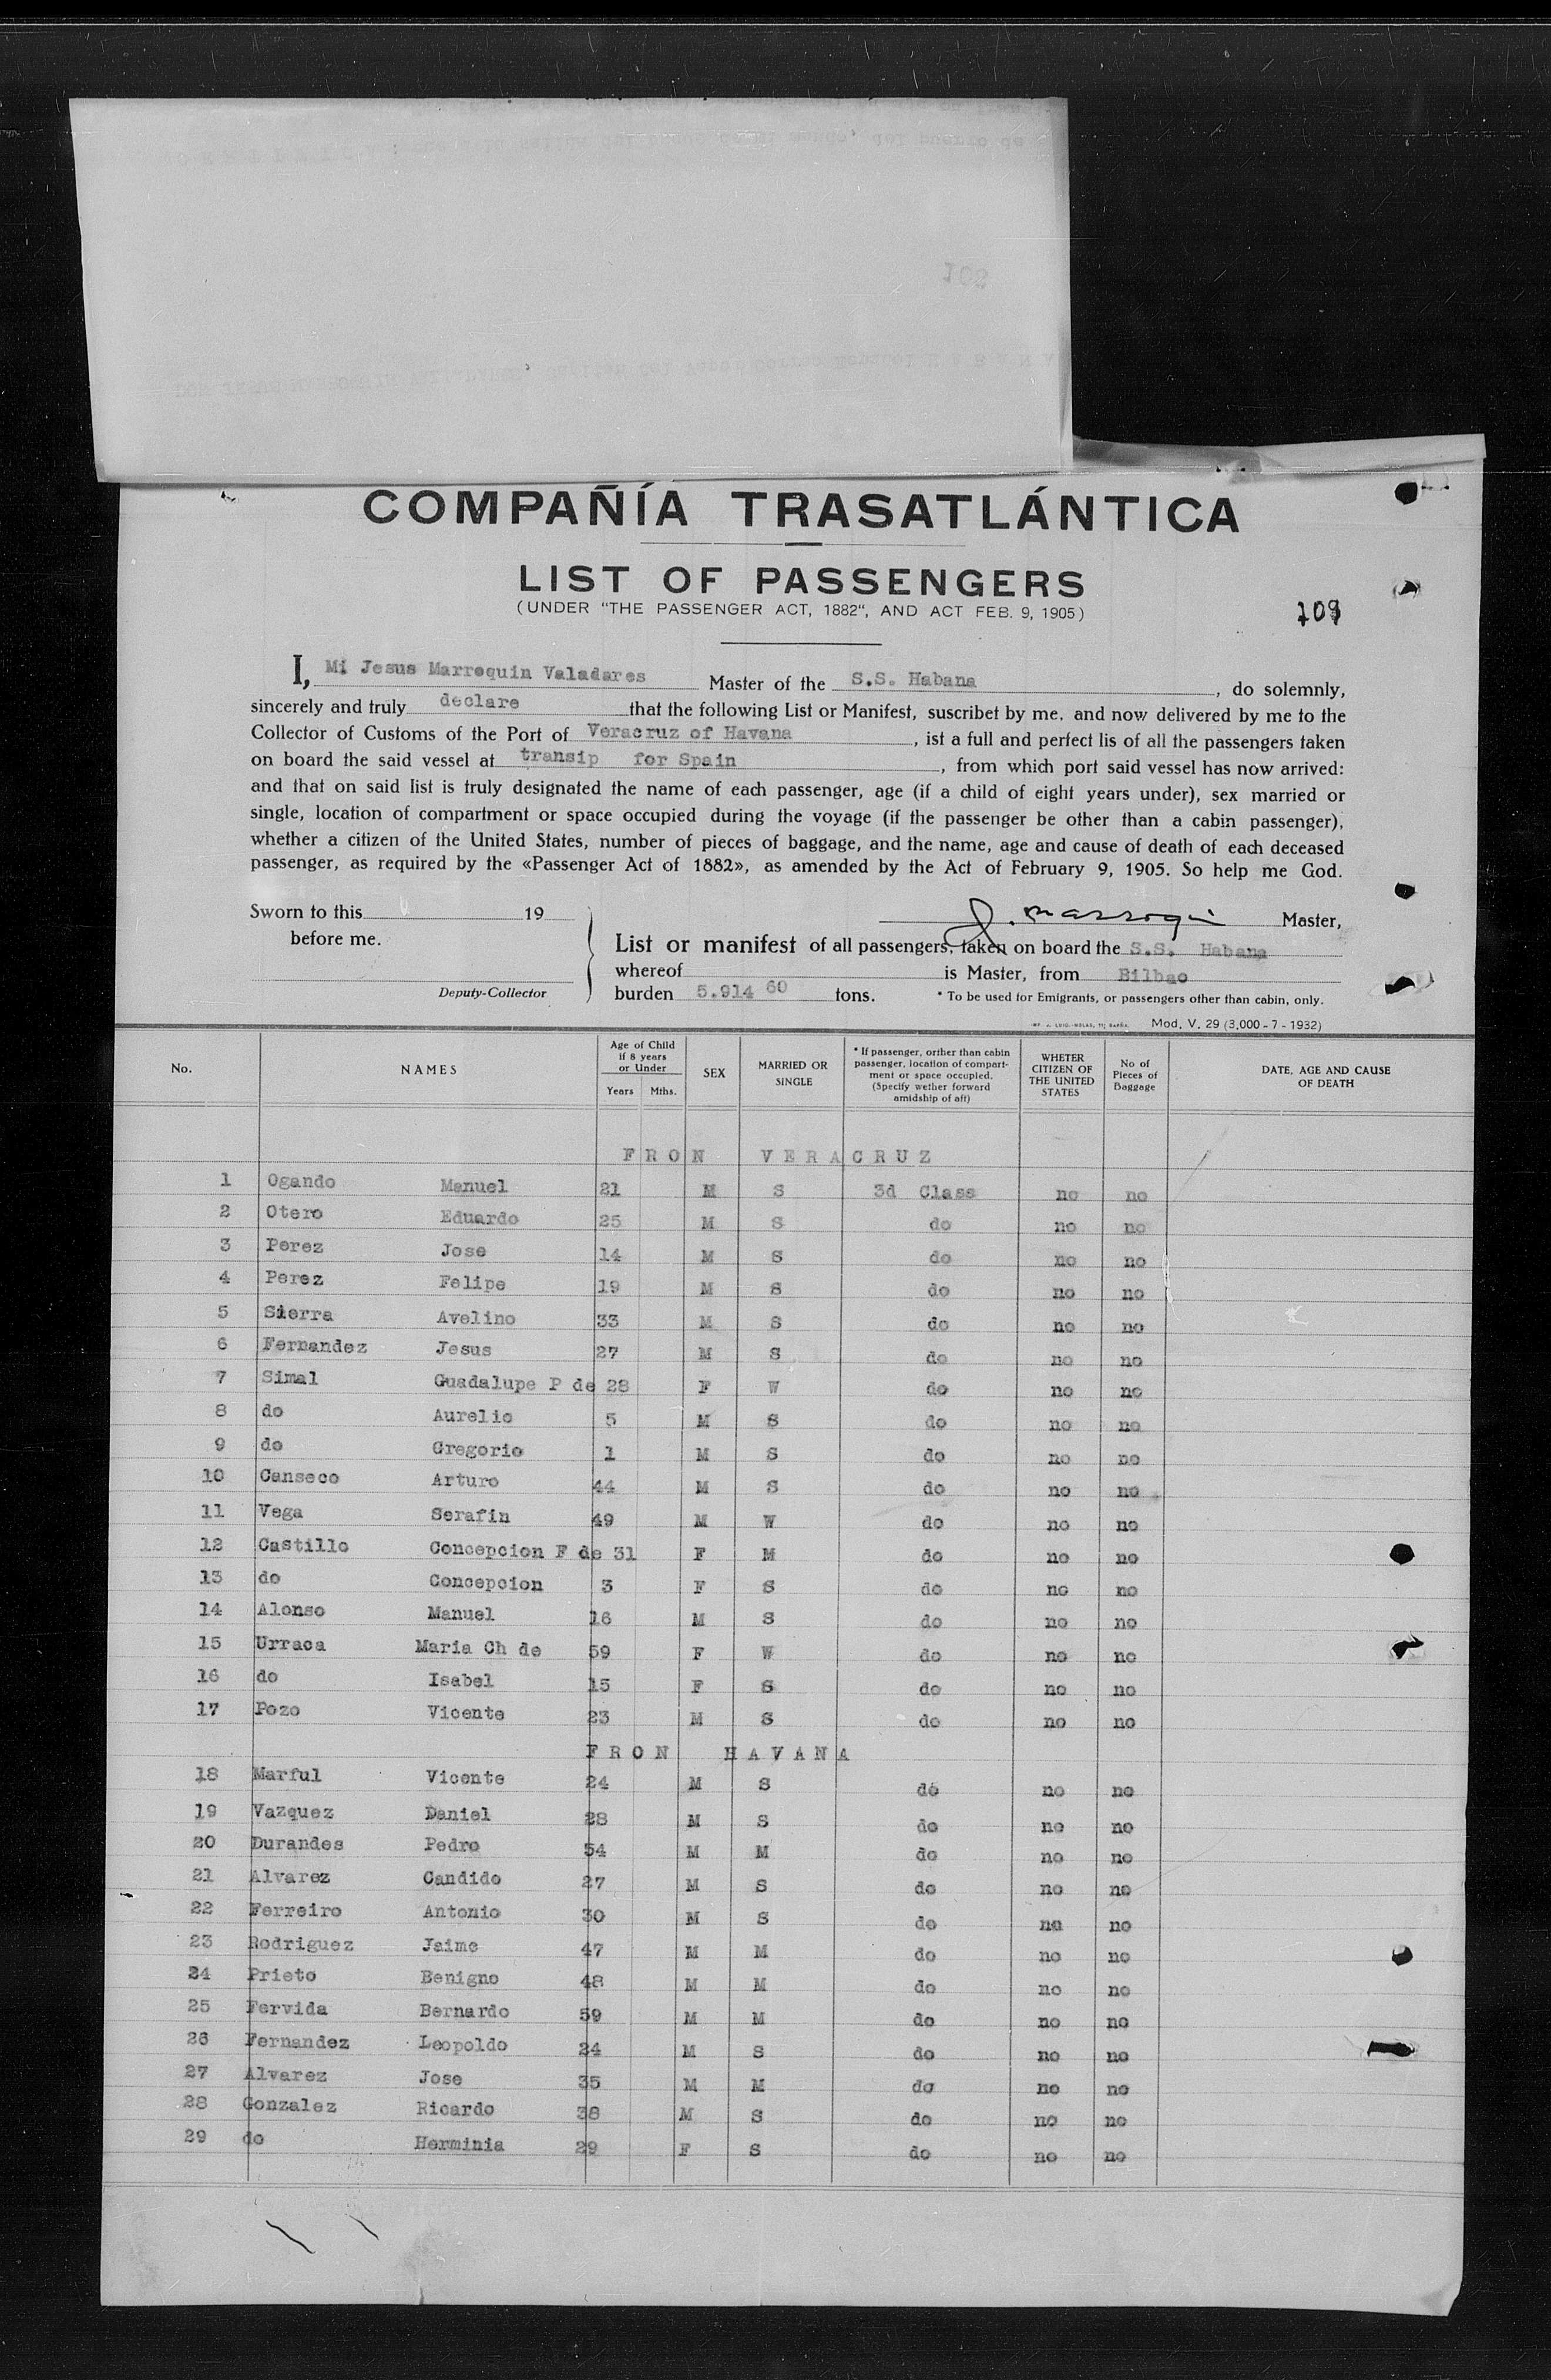 COMPAÑÍA TRASATLÁNTICA
LIST OF PASSENGERS
(UNDER "THE PASSENGER ACT, 1882", AND ACT FEB. 9, 1905)
109
I, Mi Jesus Marroquin Valadares Master of the S.S. Habana , do solemnly,
sincerely and truly declare that the following List or Manifest, suscribet by me, and now delivered by me to the
Collector of Customs of the Port of Veracruz of Havana , ist a full and perfect lis of all the passengers taken
on board the said vessel at transip for Spain , from which port said vessel has now arrived:
and that on said list is truly designated the name of each passenger, age (if a child of eight years under), sex married or
single, location of compartment or space occupied during the voyage (if the passenger be other than a cabin passenger),
whether a citizen of the United States, number of pieces of baggage, and the name, age and cause of death of each deceased
passenger, as required by the «Passenger Act of 1882», as amended by the Act of February 9, 1905. So help me God.
Sworn to this 19
before me.
Deputy-Collector
J. Marroqui Master,
List or manifest of all passengers, taken on board the S.S. Habana
whereof is Master, from Bilbao
burden 5.914 60 tons. * To be used for Emigrants, or passengers other than cabin, only.
Mod. V. 29 (3,000 - 7 - 1932)
No. NAMES Age of Child if 8 years or Under Years Mths. SEX MARRIED OR SINGLE * If passenger, orther than cabin passenger, location of compartment or space occupied. (Specify wether forward amidship of aft) WHETER CITIZEN OF THE UNITED STATES No of Pieces of Baggage DATE, AGE AND CAUSE OF DEATH
FRON VERACRUZ
1 Ogando Manuel 21 M S 3d Class no no
2 Otero Eduardo 25 M S do no no
3 Perez Jose 14 M S do no no
4 Perez Felipe 19 M S do no no
5 Sierra Avelino 33 M S do no no
6 Fernandez Jesus 27 M S do no no
7 Simal Guadalupe P de 28 F W do no no
8 do Aurelio 5 M S do no no
9 do Gregorio 1 M S do no no
10 Canseco Arturo 44 M S do no no
11 Vega Serafin 49 M W do no no
12 Castillo Concepcion F de 31 F M do no no
13 do Concepcion 3 F S do no no
14 Alonso Manuel 16 M S do no no
15 Urraca Maria Ch de 59 F W do no no
16 do Isabel 15 F S do no no
17 Pozo Vicente 23 M S do no no
FRON HAVANA
18 Marful Vicente 24 M S do no no
19 Vazquez Daniel 28 M S do no no
20 Durandes Pedro 54 M M do no no
21 Alvarez Candido 27 M S do no no
22 Ferreiro Antonio 30 M S do no no
23 Rodriguez Jaime 47 M M do no no
24 Prieto Benigno 48 M M do no no
25 Fervida Bernardo 59 M M do no no
26 Fernandez Leopoldo 24 M S do no no
27 Alvarez Jose 35 M M do no no
28 Gonzalez Ricardo 38 M S do no no
29 do Herminia 29 F S do no no